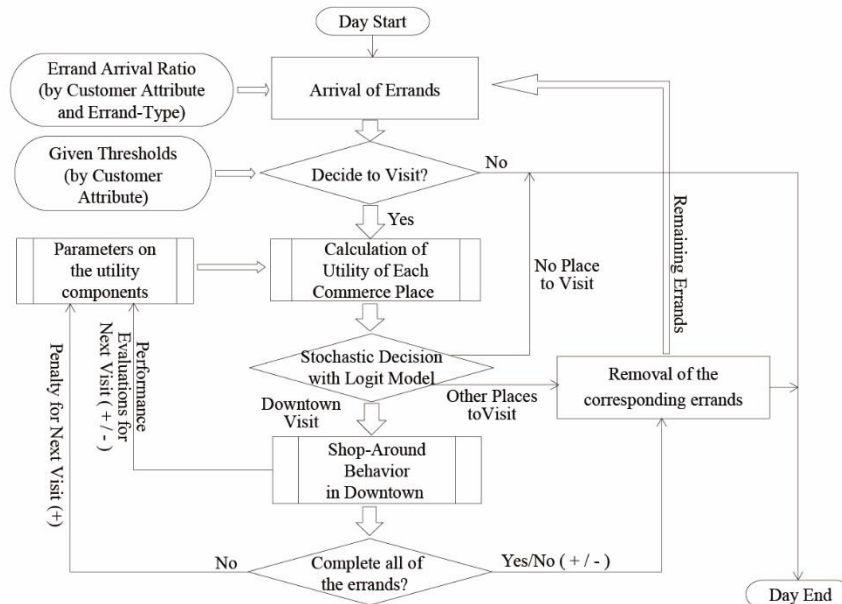 Day Start
Errand Arrival Ratio
(by Customer Attribute
and Errand-Type)
Arrival of Errands
Given Thresholds
(by Customer
Attribute)
Decide to Visit?
No
Yes
Parameters on
the utility
components
Calculation of
Utility of Each
Commerce Place
No Place
to Visit
Remaining Errands
Stochastic Decision
with Logit Model
Removal of the
corresponding errands
Other Places
toVisit
Downtown
Visit
Penalty for Next Visit (+)
Performance
Evaluations for
Next Visit ( + / - )
Shop-Around
Behavior
in Downtown
No
Complete all of
the errands?
Yes/No ( + / - )
Day End